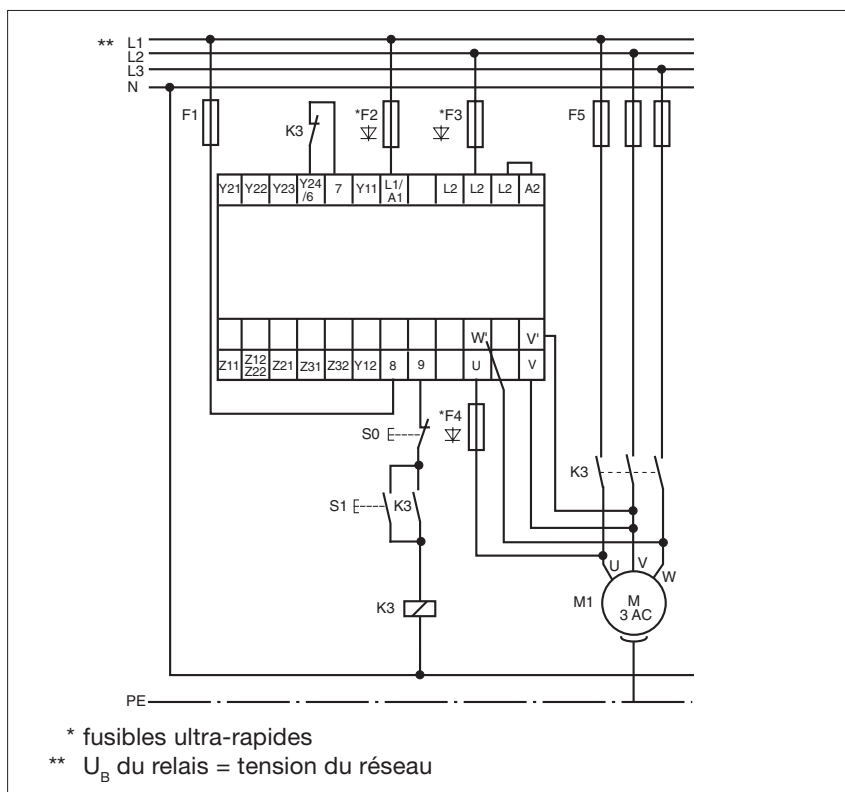 ** L1
L2
L3
N
F1
K3
*F2
*F3
F5
Y21 Y22 Y23 Y24/6 7 Y11 L1/A1 L2 L2 L2 A2
W' V'
Z11 Z12 Z22 Z21 Z31 Z32 Y12 8 9 U V
*F4
S0
K3
S1 K3
U V W
K3
M1 M
3 AC
PE
* fusibles ultra-rapides
** UB du relais = tension du réseau